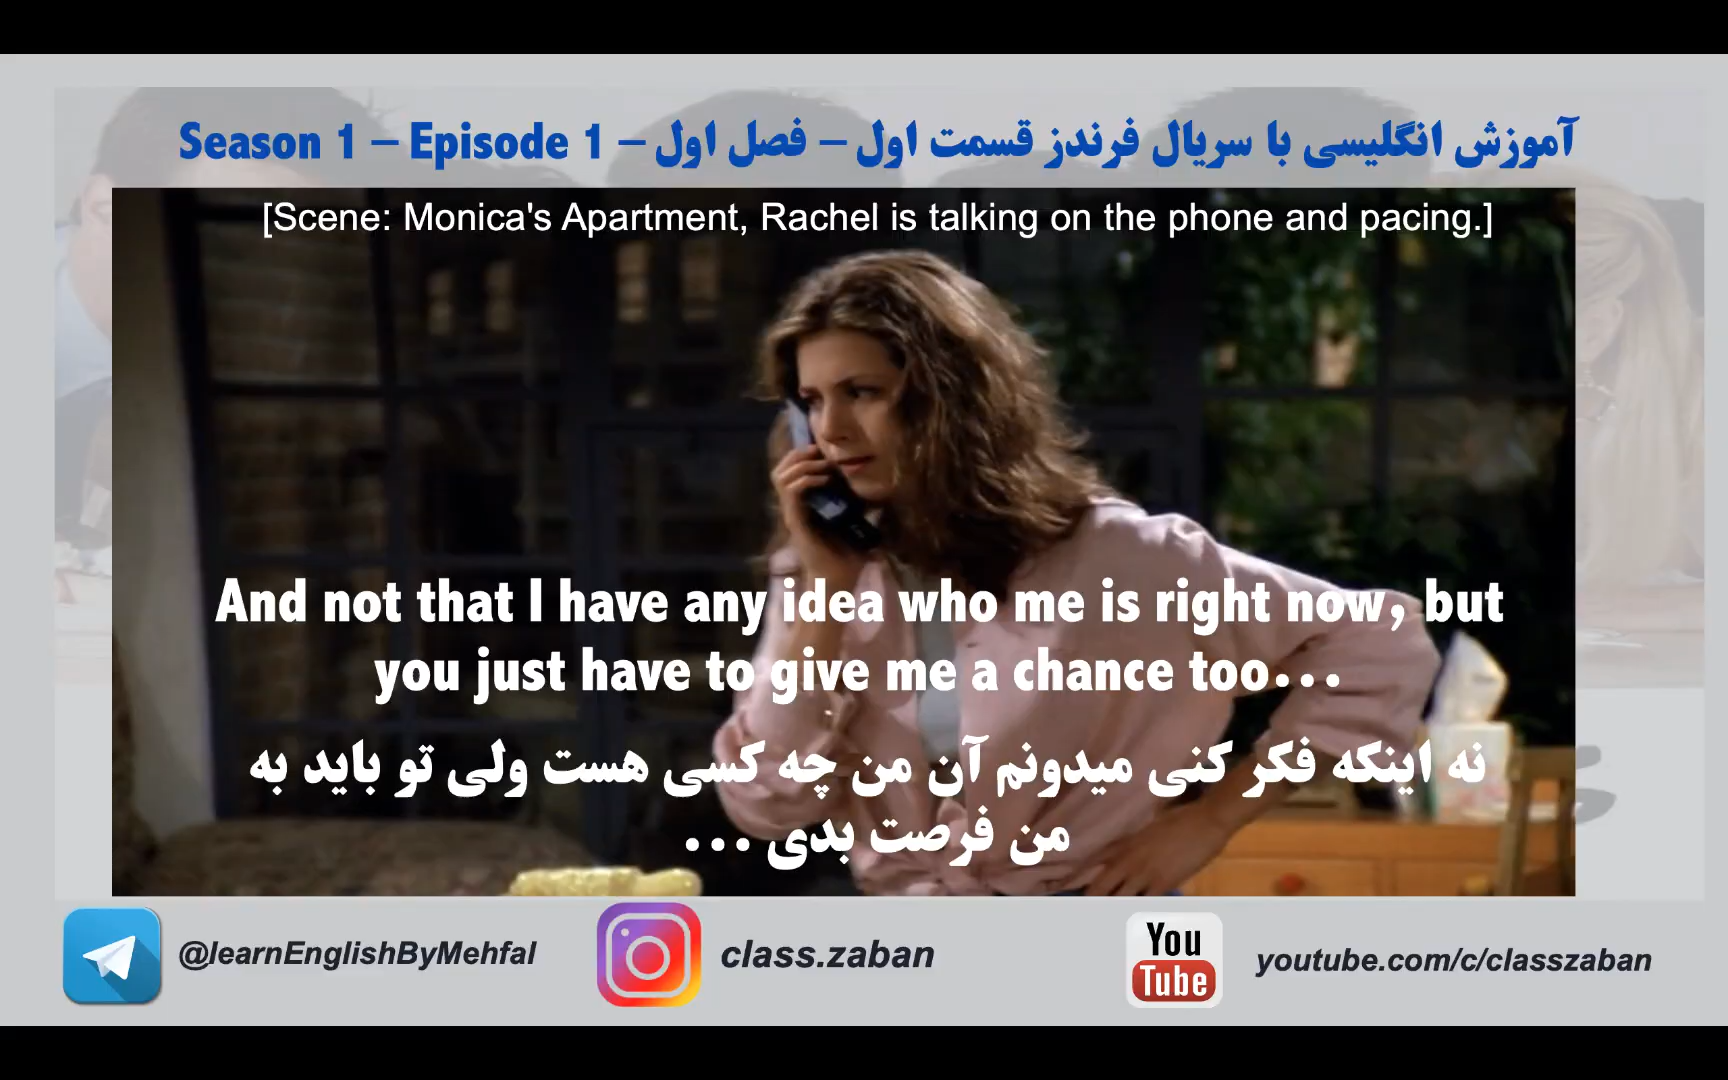 آموزش انگلیسی با سریال فرندز قسمت اول – فصل اول – Season 1 – Episode 1
[Scene: Monica's Apartment, Rachel is talking on the phone and pacing.]
And not that I have any idea who me is right now, but
you just have to give me a chance too...
نه اینکه فکر کنی میدونم آن من چه کسی هست ولی تو باید به
من فرصت بدی ...
@learnEnglishByMehfal
class.zaban
You
Tube
youtube.com/c/classzaban